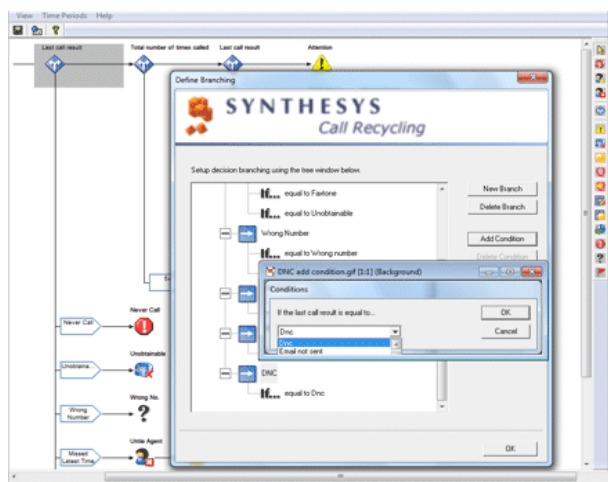 View Time Periods Help
Last call result Total number of times called Last call result Attention
Define Branching
SYNTHESYS
Call Recycling
Setup decision branching using the tree window below.
If... equal to Faxtone
If... equal to Unobtainable
Wrong Number
If... equal to Wrong number
New Branch
Delete Branch
Add Condition
Delete Condition
DNC add condition.gif [1:1] (Background)
Conditions
If the last call result is equal to...
Dnc
Dnc
Email not sent
OK
Cancel
DNC
If... equal to Dnc
OK
Never Call
Never Call
Unobtainable
Unobtaina...
Wrong No.
Wrong
Number
Untie Agent
Missed
Latest Time